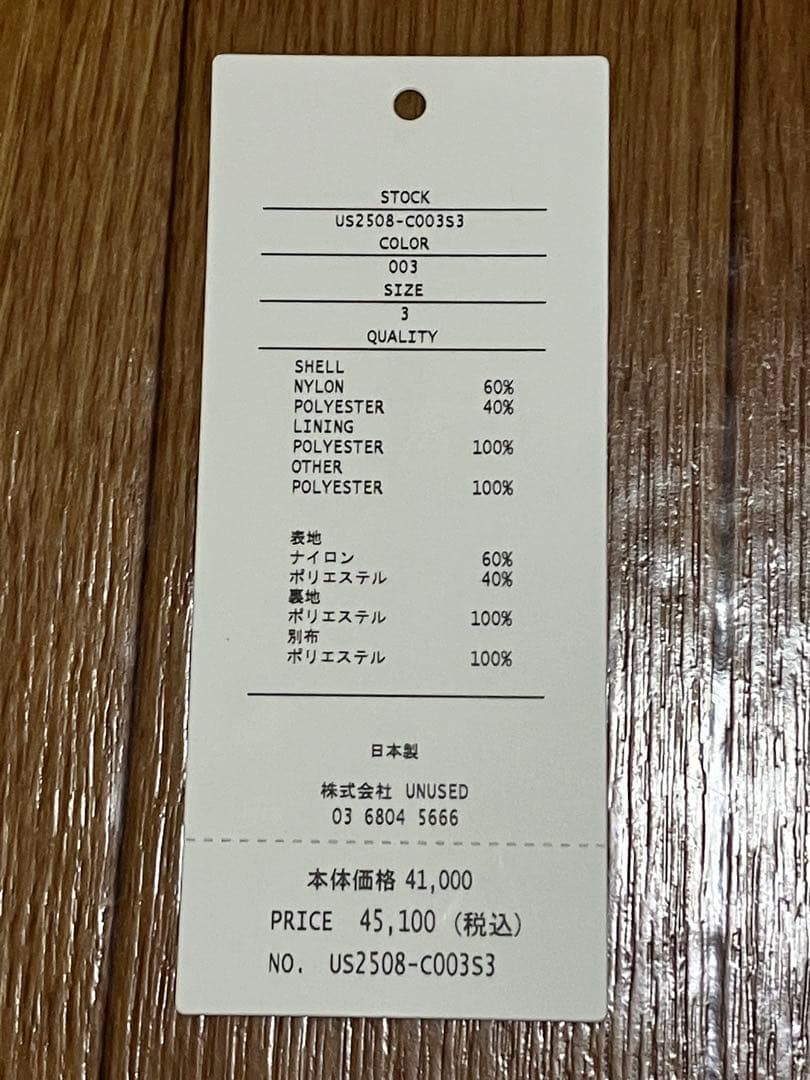 STOCK
US2508-C003S3
COLOR
003
SIZE
3
QUALITY
SHELL
NYLON 60%
POLYESTER 40%
LINING
POLYESTER 100%
OTHER
POLYESTER 100%
表地
ナイロン 60%
ポリエステル 40%
裏地
ポリエステル 100%
別布
ポリエステル 100%
日本製
株式会社 UNUSED
03 6804 5666
本体価格 41,000
PRICE 45,100 (税込)
NO. US2508-C003S3